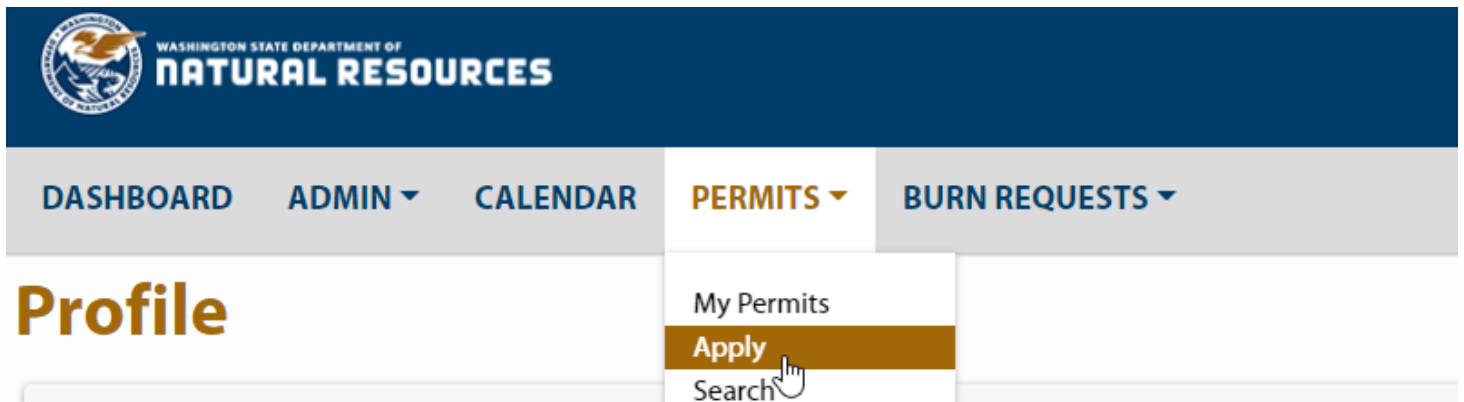 WASHINGTON STATE DEPARTMENT OF
NATURAL RESOURCES
DASHBOARD ADMIN CALENDAR PERMITS BURN REQUESTS
Profile
My Permits
Apply
Search